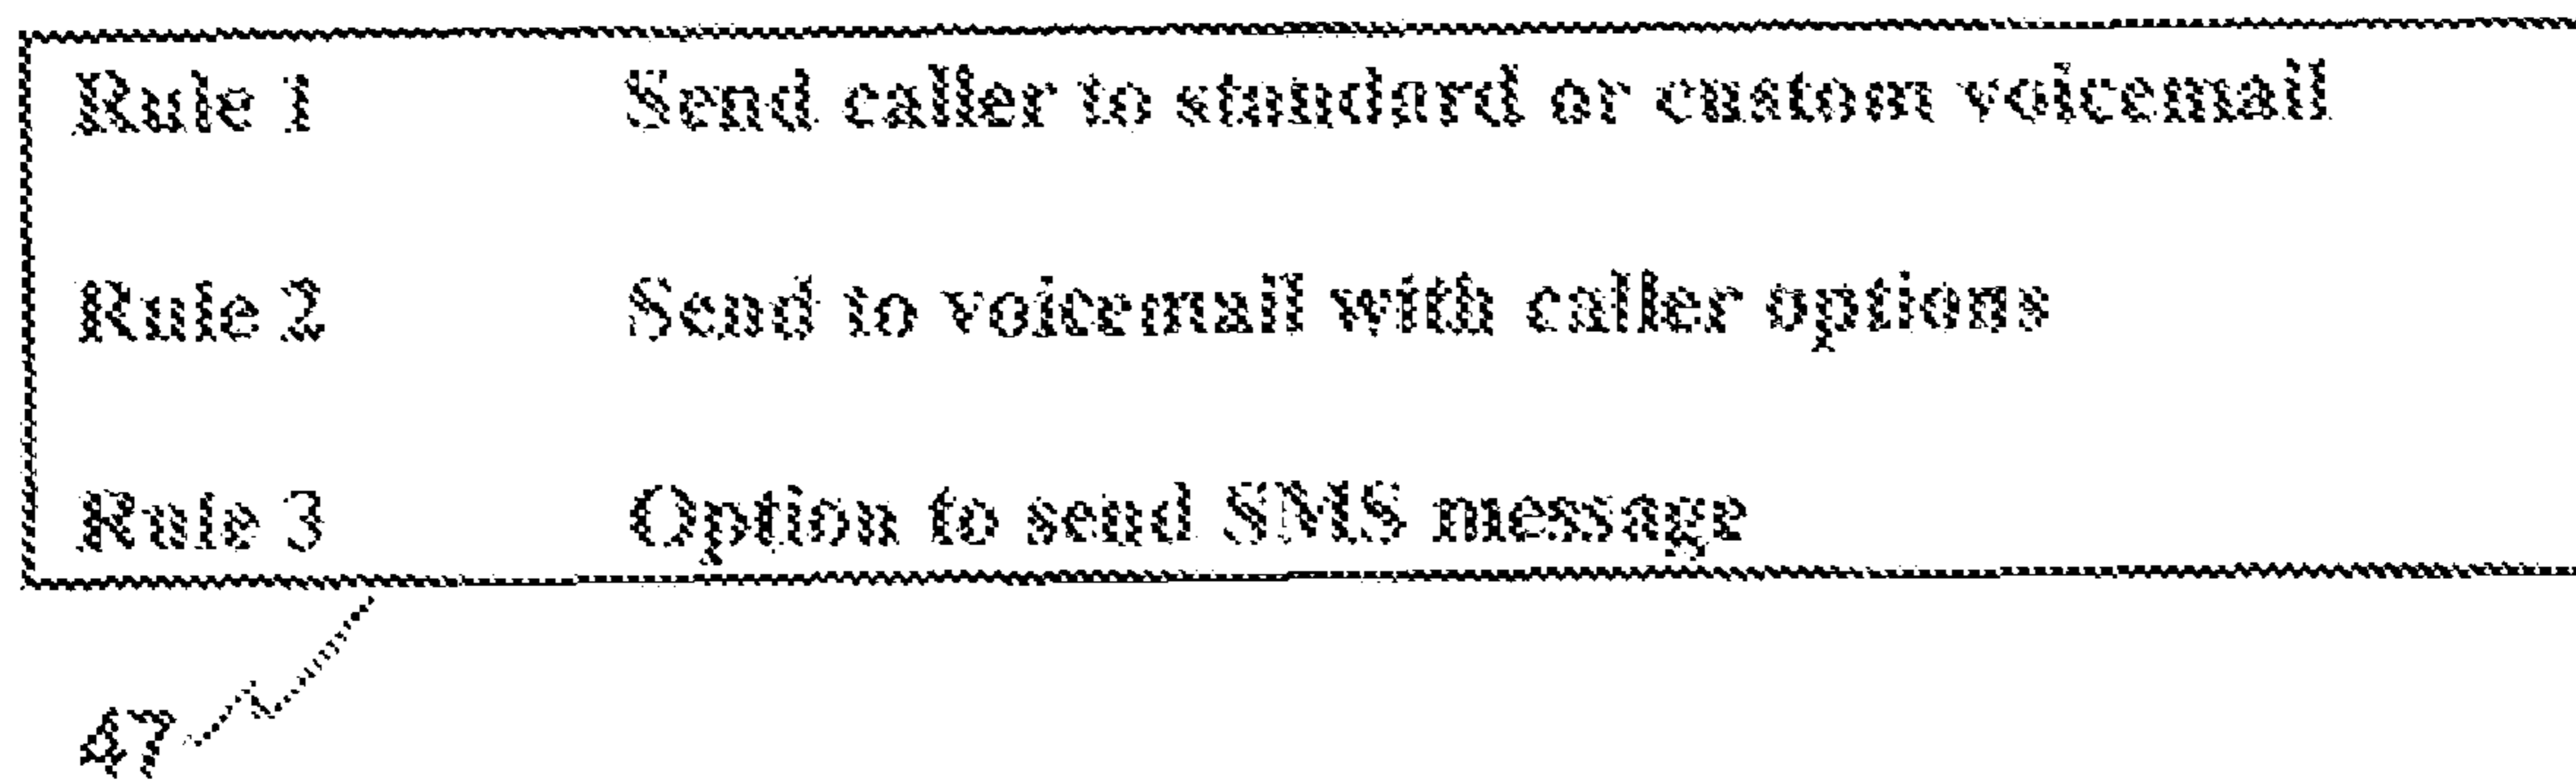 Rule 1 Send caller to standard or custom voicemail
Rule 2 Send to voicemail with caller options
Rule 3 Option to send SMS message
47